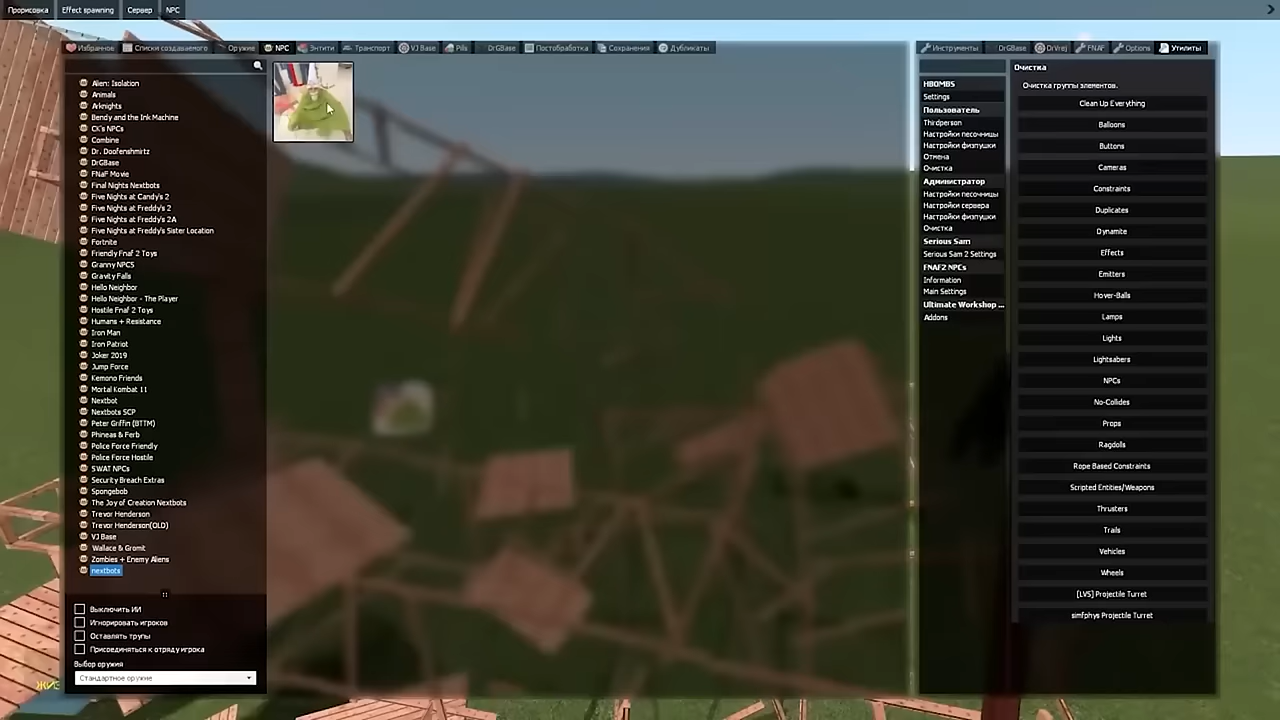 Прорисовка Effect spawning Сервер NPC
Избранное Списки создаваемого Оружие NPC Энтити Транспорт VJ Base Pills DrGBase Постобработка Сохранения Дубликаты
Alien: Isolation
Animals
Arknights
Bendy and the Ink Machine
CK's NPCs
Combine
Dr. Doofenshmirtz
DrGBase
FNaF Movie
Final Nights Nextbots
Five Nights at Candy's 2
Five Nights at Freddy's 2
Five Nights at Freddy's 2A
Five Nights at Freddy's Sister Location
Fortnite
Friendly Fnaf 2 Toys
Granny NPCS
Gravity Falls
Hello Neighbor
Hello Neighbor - The Player
Hostile Fnaf 2 Toys
Humans + Resistance
Iron Man
Iron Patriot
Joker 2019
Jump Force
Kemono Friends
Mortal Kombat 11
Nextbot
Nextbots SCP
Peter Griffin (BTTM)
Phineas & Ferb
Police Force Friendly
Police Force Hostile
SWAT NPCs
Security Breach Extras
Spongebob
The Joy of Creation Nextbots
Trevor Henderson
Trevor Henderson(OLD)
VJ Base
Wallace & Gromit
Zombies + Enemy Aliens
nextbots
Выключить ИИ
Игнорировать игроков
Оставлять трупы
Присоединяться к отряду игрока
Выбор оружия
Стандартное оружие
Инструменты DrGBase (Drvrej) FNAF Options Утилиты
HBOMBS
Settings
Пользователь
Thirdperson
Настройки песочницы
Настройки физпушки
Отмена
Очистка
Администратор
Настройки песочницы
Настройки сервера
Настройки физпушки
Очистка
Serious Sam
Serious Sam 2 Settings
FNAF2 NPCs
Information
Main Settings
Ultimate Workshop ...
Addons
Очистка
Очистка группы элементов.
Clean Up Everything
Balloons
Buttons
Cameras
Constraints
Duplicates
Dynamite
Effects
Emitters
Hover-Balls
Lamps
Lights
Lightsabers
NPCs
No-Collides
Props
Ragdolls
Rope Based Constraints
Scripted Entities/Weapons
Thrusters
Trails
Vehicles
Wheels
[LVS] Projectile Turret
simfphys Projectile Turret